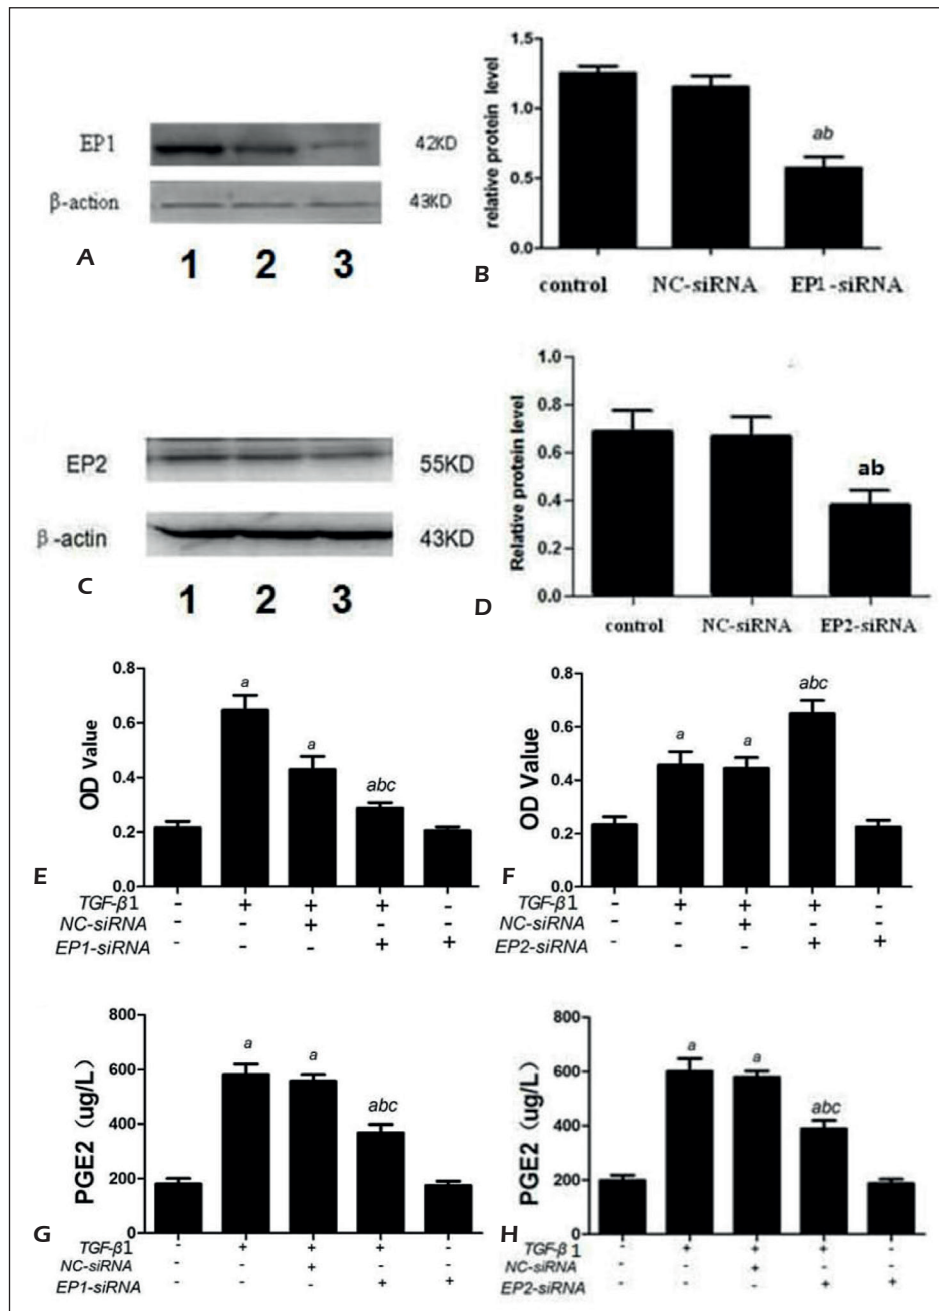 EP1
42KD
β-action
43KD
1 2 3
A
1.5
1.0
0.5
0.0
relative protein level
ab
control NC-siRNA EP1-siRNA
B
EP2
55KD
β-actin
43KD
1 2 3
C
1.0
0.8
0.6
0.4
0.2
0.0
Relative protein level
ab
control NC-siRNA EP2-siRNA
D
0.8
0.6
0.4
0.2
0.0
OD Value
a a abc
E
TGF-β1 - + + + -
NC-siRNA - - + - -
EP1-siRNA - - - + +
0.8
0.6
0.4
0.2
0.0
OD Value
a a abc
F
TGF-β1 - + + + -
NC-siRNA - - + - -
EP2-siRNA - - - + +
800
600
400
200
0
PGE2 (ug/L)
a a abc
G
TGF-β1 - + + + -
NC-siRNA - - + - -
EP1-siRNA - - - + +
800
600
400
200
0
PGE2 (ug/L)
a a abc
H
TGF-β 1 - + + + -
NC-siRNA - - + - -
EP2-siRNA - - - + +